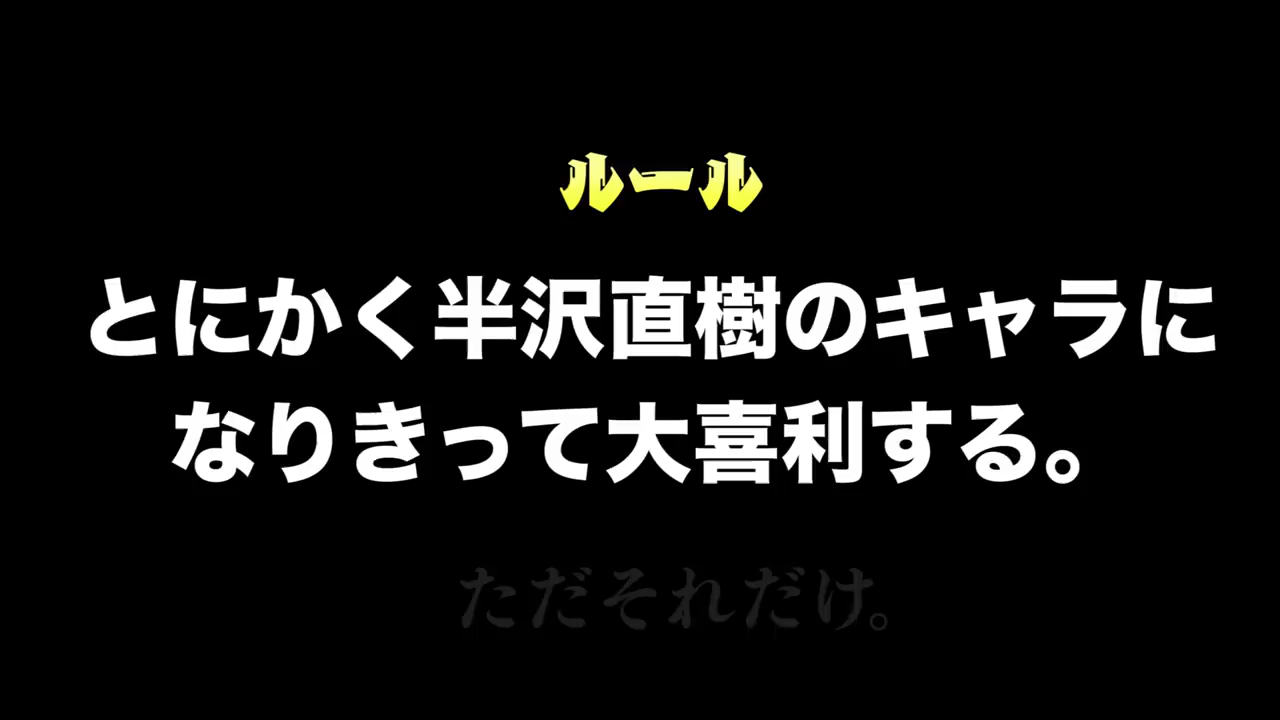 ルール
とにかく半沢直樹のキャラに
なりきって大喜利する。
ただそれだけ。